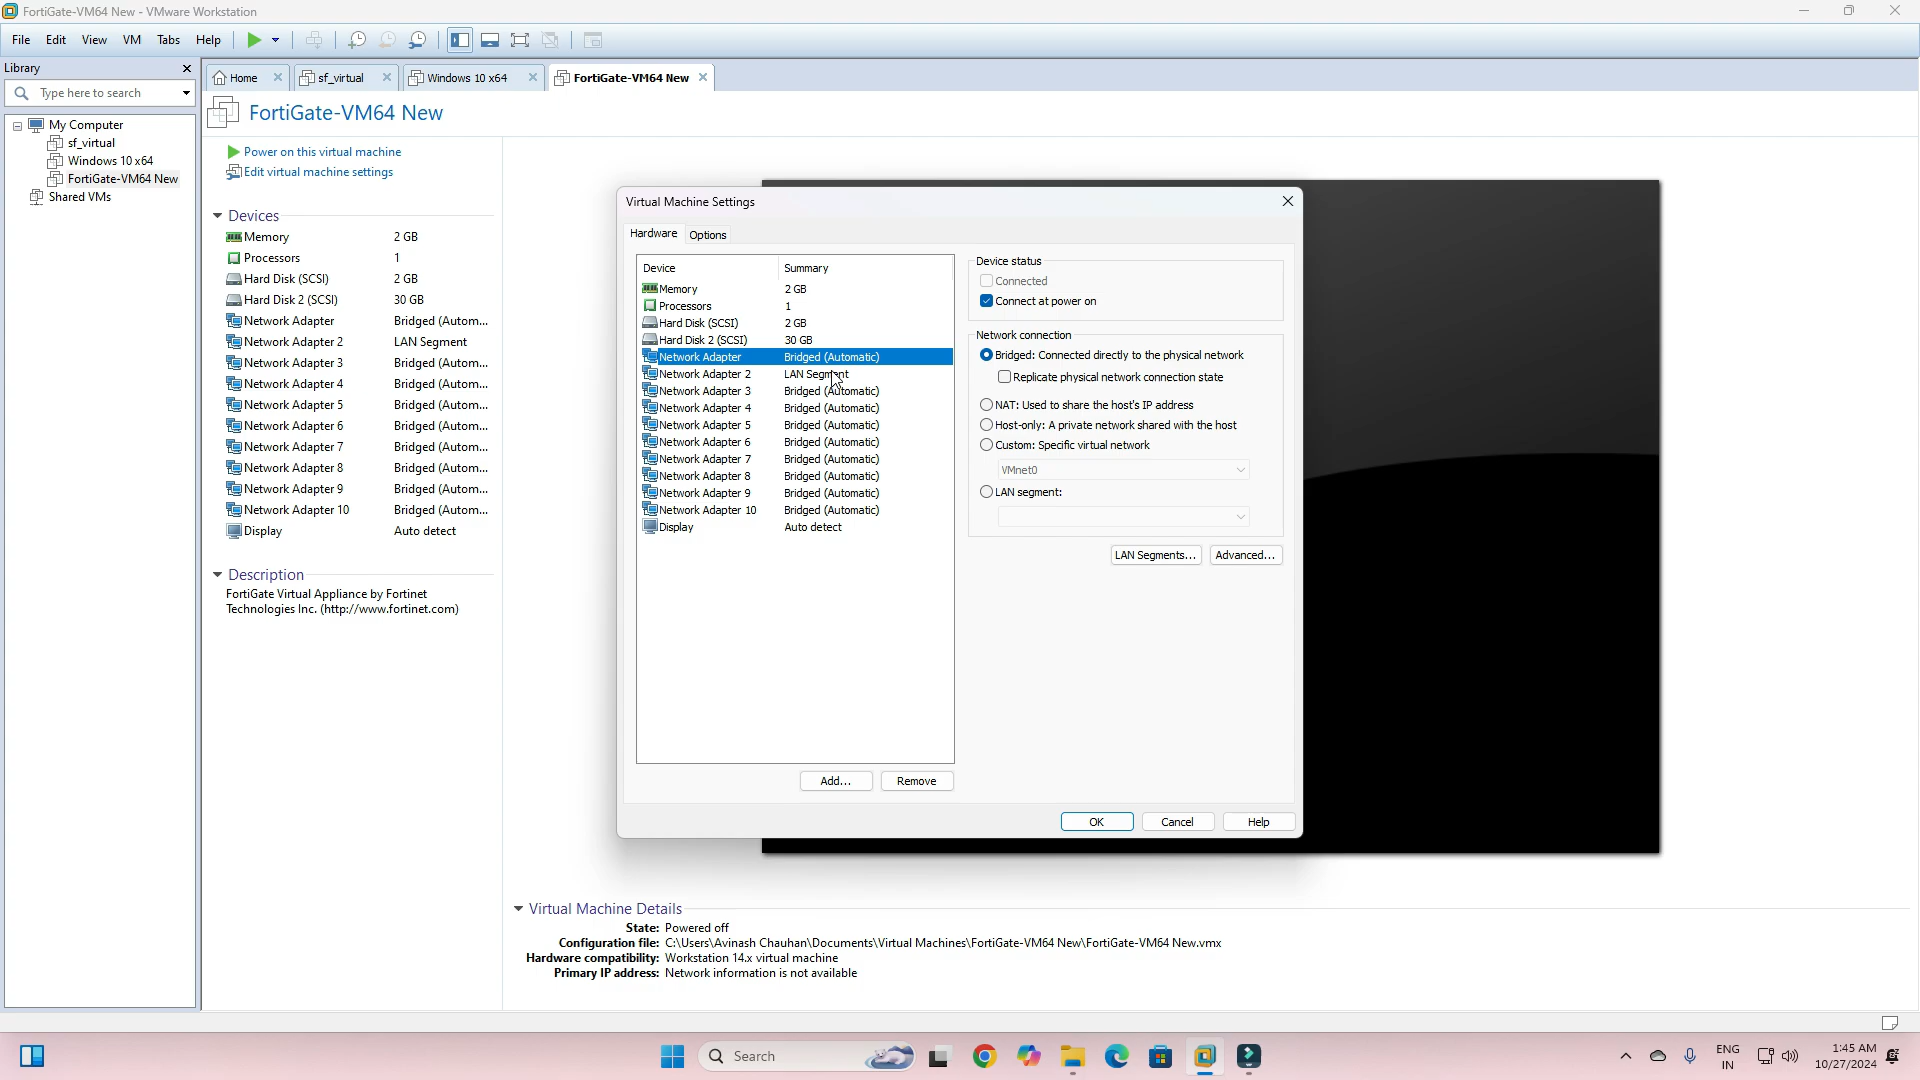 FortiGate-VM64 New - VMware Workstation
File Edit View VM Tabs Help
Library
Type here to search
My Computer
sf_virtual
Windows 10 x64
FortiGate-VM64 New
Shared VMs
Home
sf_virtual
Windows 10 x64
FortiGate-VM64 New
FortiGate-VM64 New
Power on this virtual machine
Edit virtual machine settings
Devices
Memory 2 GB
Processors 1
Hard Disk (SCSI) 2 GB
Hard Disk 2 (SCSI) 30 GB
Network Adapter Bridged (Autom...
Network Adapter 2 LAN Segment
Network Adapter 3 Bridged (Autom...
Network Adapter 4 Bridged (Autom...
Network Adapter 5 Bridged (Autom...
Network Adapter 6 Bridged (Autom...
Network Adapter 7 Bridged (Autom...
Network Adapter 8 Bridged (Autom...
Network Adapter 9 Bridged (Autom...
Network Adapter 10 Bridged (Autom...
Display Auto detect
Description
FortiGate Virtual Appliance by Fortinet
Technologies Inc. (http://www.fortinet.com)
Virtual Machine Settings
Hardware Options
Device Summary
Memory 2 GB
Processors 1
Hard Disk (SCSI) 2 GB
Hard Disk 2 (SCSI) 30 GB
Network Adapter Bridged (Automatic)
Network Adapter 2 LAN Segment
Network Adapter 3 Bridged (Automatic)
Network Adapter 4 Bridged (Automatic)
Network Adapter 5 Bridged (Automatic)
Network Adapter 6 Bridged (Automatic)
Network Adapter 7 Bridged (Automatic)
Network Adapter 8 Bridged (Automatic)
Network Adapter 9 Bridged (Automatic)
Network Adapter 10 Bridged (Automatic)
Display Auto detect
Add... Remove
Device status
Connected
Connect at power on
Network connection
Bridged: Connected directly to the physical network
Replicate physical network connection state
NAT: Used to share the host's IP address
Host-only: A private network shared with the host
Custom: Specific virtual network
VMnet0
LAN segment:
LAN Segments... Advanced...
OK Cancel Help
Virtual Machine Details
State: Powered off
Configuration file: C:\Users\Avinash Chauhan\Documents\Virtual Machines\FortiGate-VM64 New\FortiGate-VM64 New.vmx
Hardware compatibility: Workstation 14.x virtual machine
Primary IP address: Network information is not available
Search
ENG
IN
1:45 AM
10/27/2024